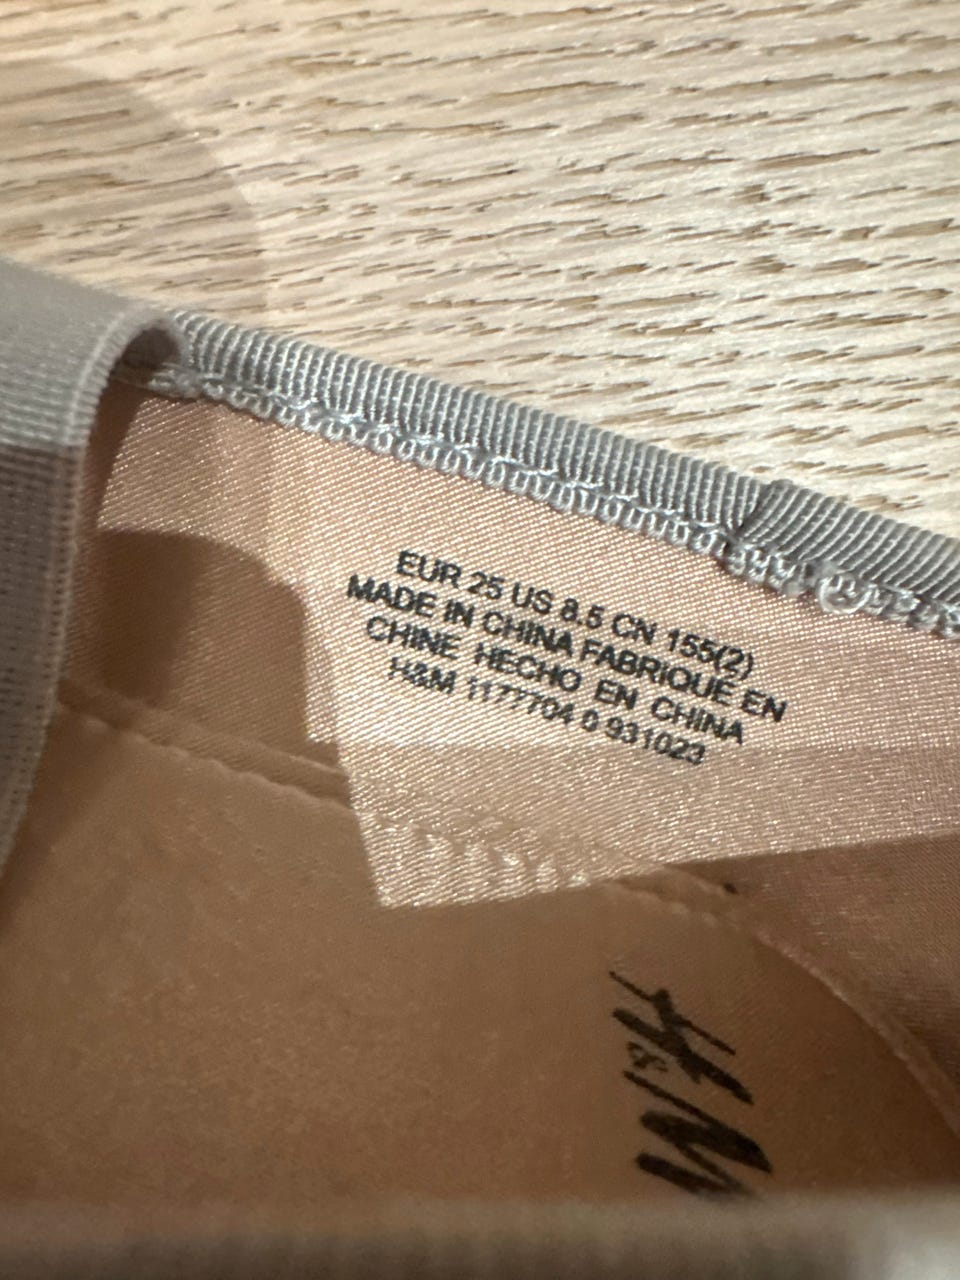 EUR 25 US 8.5 CN 155(2)
MADE IN CHINA FABRIQUE EN
CHINE HECHO EN CHINA
H&M 1177704 0 931023
H&M